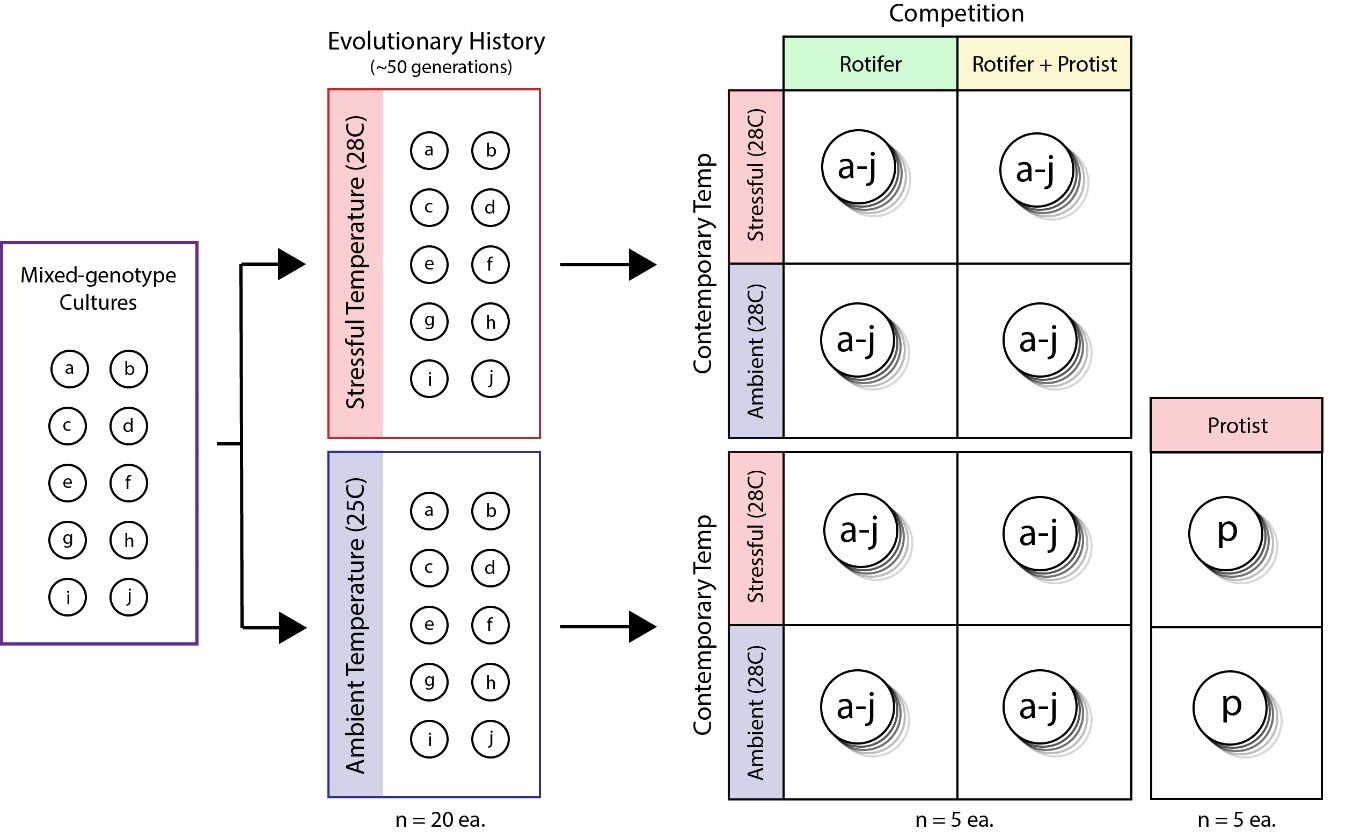 Competition
Evolutionary History
(~50 generations)
Rotifer
Rotifer + Protist
Mixed-genotype
Cultures
a b
c d
e f
g h
i j
Stressful Temperature (28C)
a b
c d
e f
g h
i j
Ambient Temperature (25C)
a b
c d
e f
g h
i j
n = 20 ea.
Contemporary Temp
Stressful (28C)
a-j
a-j
Ambient (28C)
a-j
a-j
Contemporary Temp
Stressful (28C)
a-j
a-j
Ambient (28C)
a-j
a-j
n = 5 ea.
Protist
p
p
n = 5 ea.